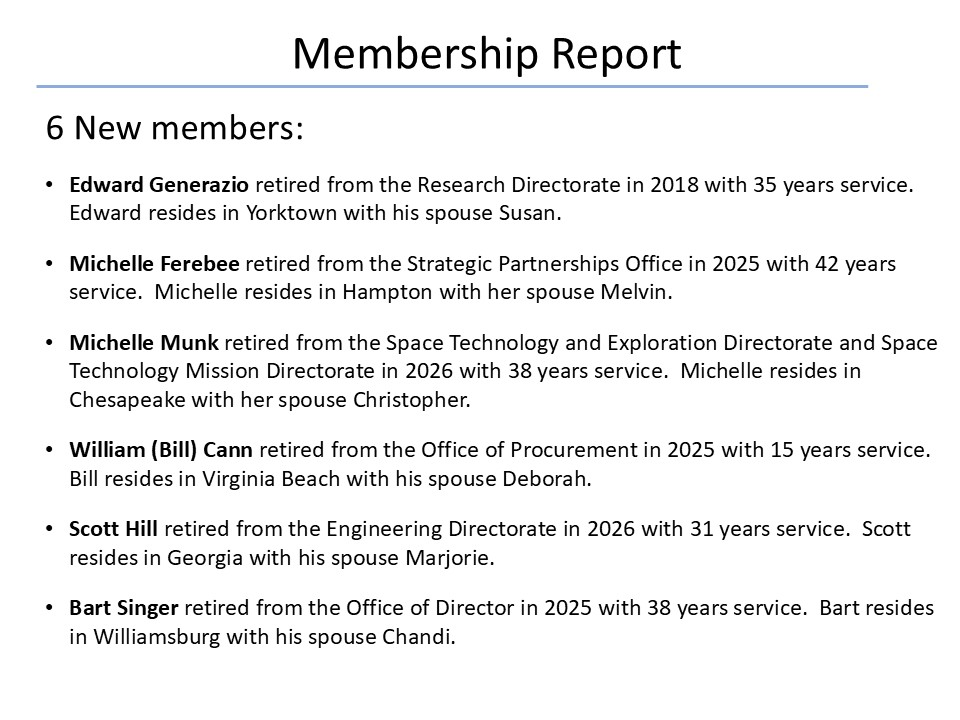 Membership Report
6 New members:
• Edward Generazio retired from the Research Directorate in 2018 with 35 years service.
Edward resides in Yorktown with his spouse Susan.
• Michelle Ferebee retired from the Strategic Partnerships Office in 2025 with 42 years
service.  Michelle resides in Hampton with her spouse Melvin.
• Michelle Munk retired from the Space Technology and Exploration Directorate and Space
Technology Mission Directorate in 2026 with 38 years service.  Michelle resides in
Chesapeake with her spouse Christopher.
• William (Bill) Cann retired from the Office of Procurement in 2025 with 15 years service.
Bill resides in Virginia Beach with his spouse Deborah.
• Scott Hill retired from the Engineering Directorate in 2026 with 31 years service.  Scott
resides in Georgia with his spouse Marjorie.
• Bart Singer retired from the Office of Director in 2025 with 38 years service.  Bart resides
in Williamsburg with his spouse Chandi.